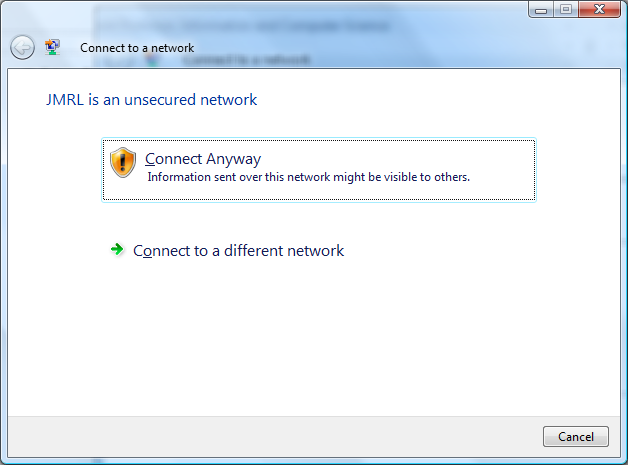 Connect to a network
JMRL is an unsecured network
Connect Anyway
Information sent over this network might be visible to others.
Connect to a different network
Cancel